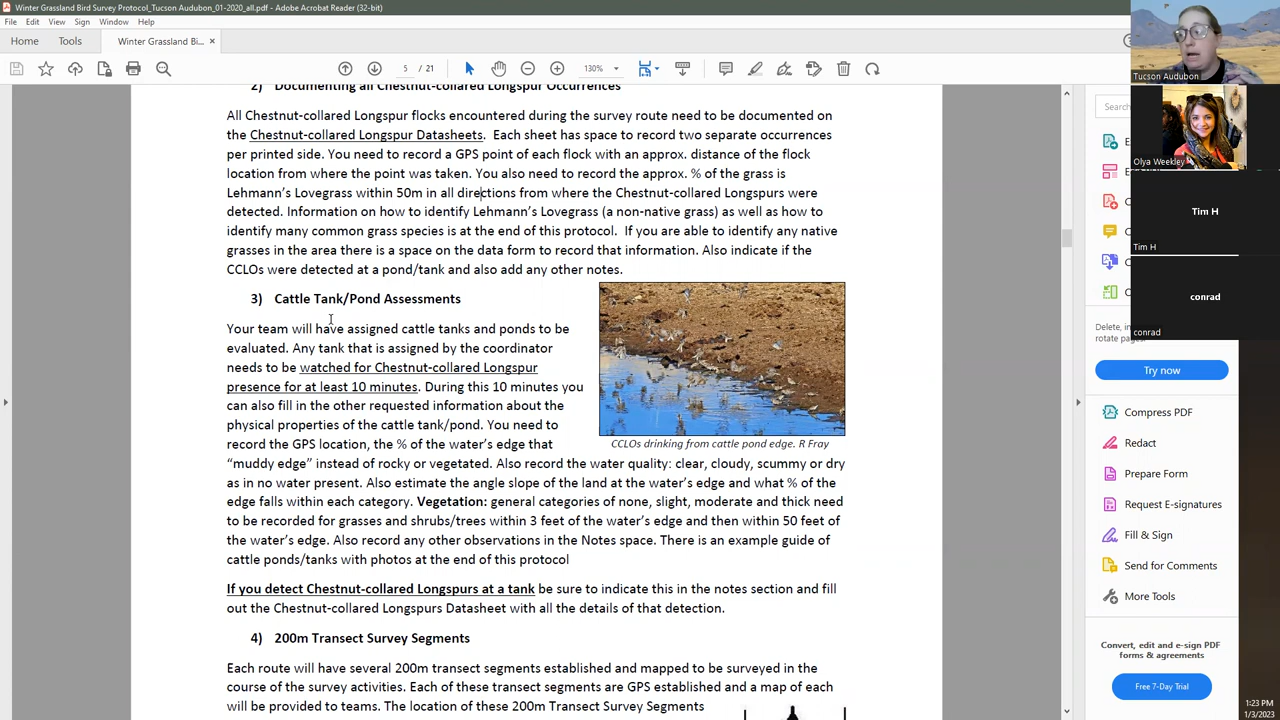 Winter Grassland Bird Survey Protocol_Tucson Audubon_01-2020_all.pdf - Adobe Acrobat Reader (32-bit)
File Edit View Sign Window Help
Home Tools Winter Grassland Bi... ×
5 / 21 130%
2) Documenting all Chestnut-collared Longspur Occurrences
All Chestnut-collared Longspur flocks encountered during the survey route need to be documented on
the Chestnut-collared Longspur Datasheets. Each sheet has space to record two separate occurrences
per printed side. You need to record a GPS point of each flock with an approx. distance of the flock
location from where the point was taken. You also need to record the approx. % of the grass is
Lehmann's Lovegrass within 50m in all directions from where the Chestnut-collared Longspurs were
detected. Information on how to identify Lehmann's Lovegrass (a non-native grass) as well as how to
identify many common grass species is at the end of this protocol. If you are able to identify any native
grasses in the area there is a space on the data form to record that information. Also indicate if the
CCLOs were detected at a pond/tank and also add any other notes.
3) Cattle Tank/Pond Assessments
Your team will have assigned cattle tanks and ponds to be
evaluated. Any tank that is assigned by the coordinator
needs to be watched for Chestnut-collared Longspur
presence for at least 10 minutes. During this 10 minutes you
can also fill in the other requested information about the
physical properties of the cattle tank/pond. You need to
record the GPS location, the % of the water's edge that
CCLOs drinking from cattle pond edge. R Fray
"muddy edge" instead of rocky or vegetated. Also record the water quality: clear, cloudy, scummy or dry
as in no water present. Also estimate the angle slope of the land at the water's edge and what % of the
edge falls within each category. Vegetation: general categories of none, slight, moderate and thick need
to be recorded for grasses and shrubs/trees within 3 feet of the water's edge and then within 50 feet of
the water's edge. Also record any other observations in the Notes space. There is an example guide of
cattle ponds/tanks with photos at the end of this protocol
If you detect Chestnut-collared Longspurs at a tank be sure to indicate this in the notes section and fill
out the Chestnut-collared Longspurs Datasheet with all the details of that detection.
4) 200m Transect Survey Segments
Each route will have several 200m transect segments established and mapped to be surveyed in the
course of the survey activities. Each of these transect segments are GPS established and a map of each
will be provided to teams. The location of the 200m Transect Survey Segments
Tucson Audubon
Olya Weekley
Tim H
Tim H
conrad
conrad
Search
Delete, in
rotate page
Try now
Compress PDF
Redact
Prepare Form
Request E-signatures
Fill & Sign
Send for Comments
More Tools
Convert, edit and e-sign PDF
forms & agreements
Free 7-Day Trial
1:23 PM
1/3/2023